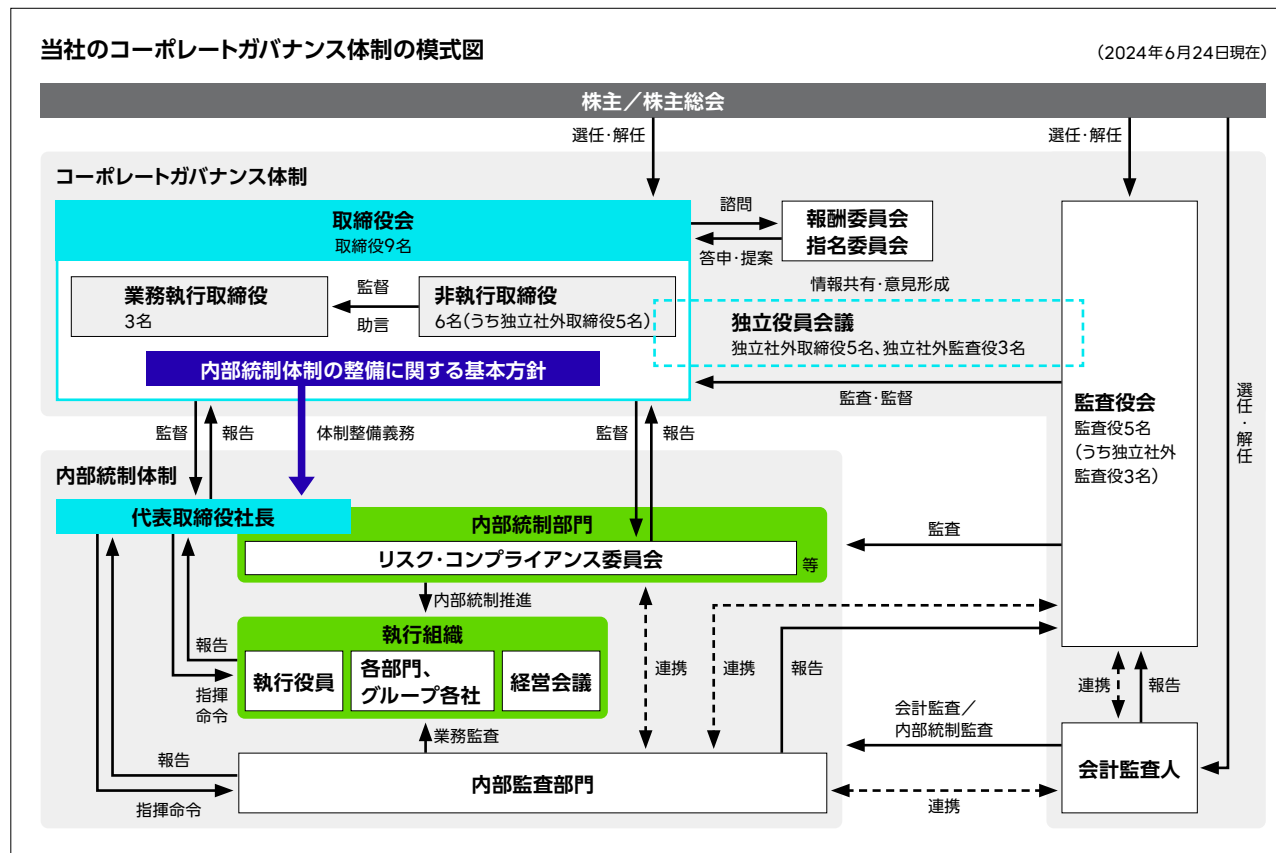 当社のコーポレートガバナンス体制の模式図
（2024年6月24日現在）
株主／株主総会
選任・解任
選任・解任
コーポレートガバナンス体制
取締役会
取締役9名
諮問
答申・提案
報酬委員会
指名委員会
業務執行取締役
3名
監督
助言
非執行取締役
6名（うち独立社外取締役5名）
情報共有・意見形成
独立役員会議
独立社外取締役5名、独立社外監査役3名
内部統制体制の整備に関する基本方針
監査・監督
監査役会
監査役5名
（うち独立社外
監査役3名）
選任・解任
監督
報告
体制整備義務
監督
報告
内部統制体制
代表取締役社長
内部統制部門
リスク・コンプライアンス委員会
等
監査
内部統制推進
執行組織
執行役員
各部門、
グループ各社
経営会議
報告
指揮
命令
連携
連携
報告
連携
報告
業務監査
会計監査／
内部統制監査
会計監査人
報告
指揮命令
内部監査部門
連携